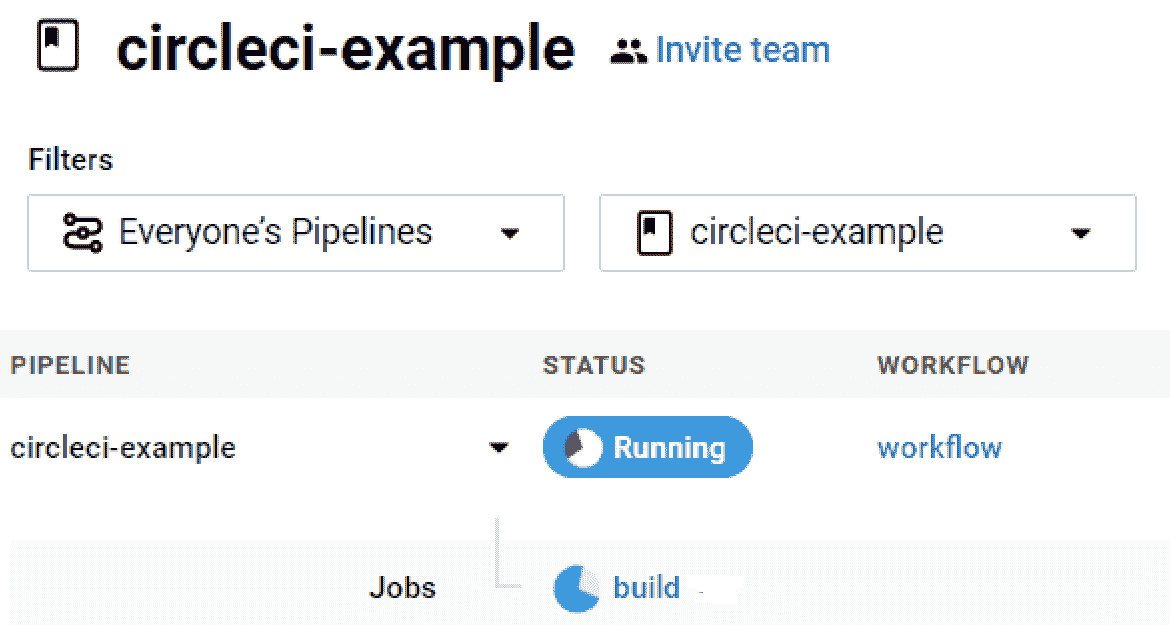 circleci-example Invite team
Filters
Everyone's Pipelines circleci-example
PIPELINE STATUS WORKFLOW
circleci-example Running workflow
Jobs build -